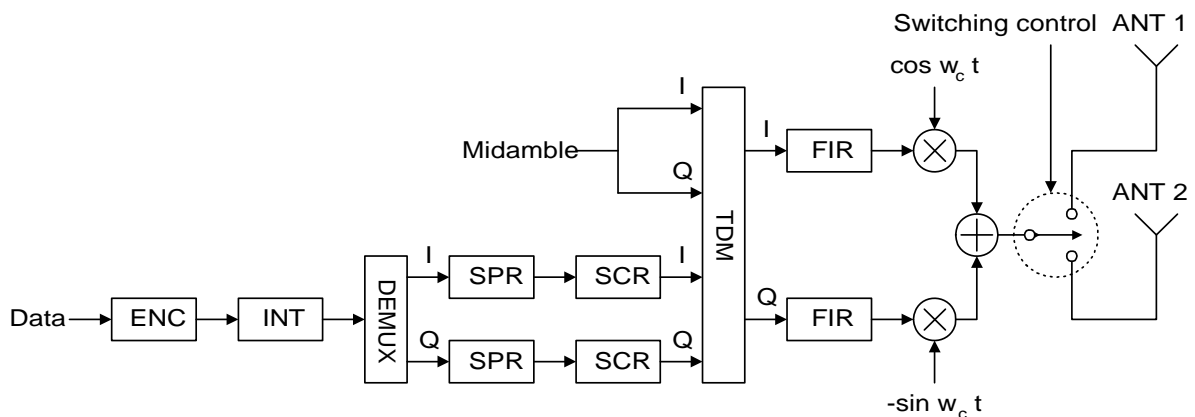 Switching control ANT 1
cos w_c t
I
I
Midamble
FIR
Q
ANT 2
TDM
I
I
Q
SPR
SCR
FIR
Data
ENC
INT
DEMUX
Q
Q
SPR
SCR
-sin w_c t